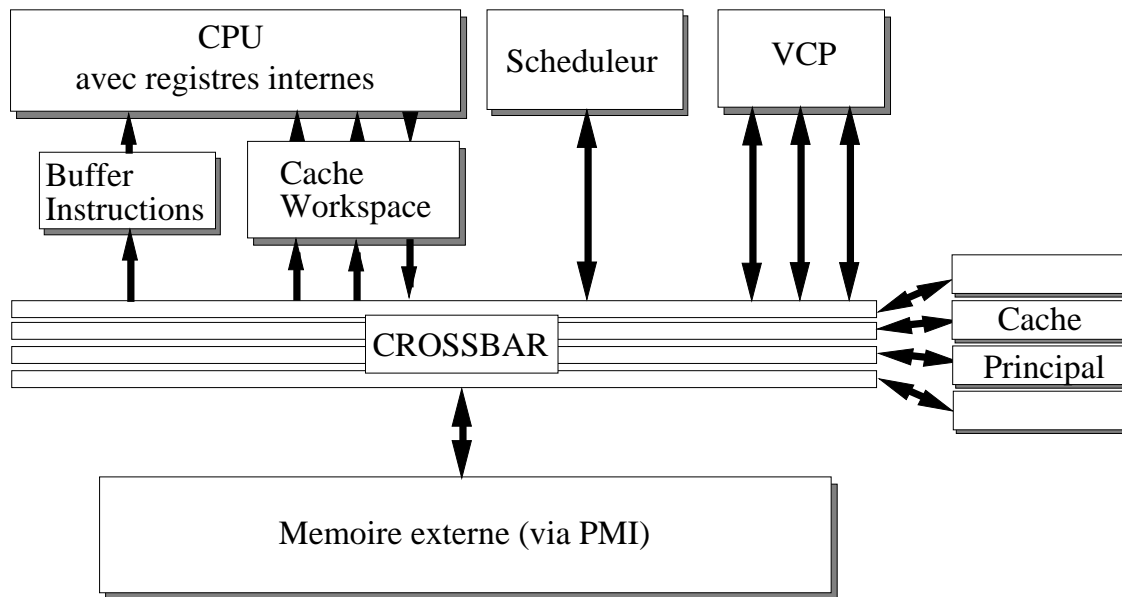 CPU
avec registres internes
Scheduleur
VCP
Buffer
Instructions
Cache
Workspace
CROSSBAR
Cache
Principal
Memoire externe (via PMI)